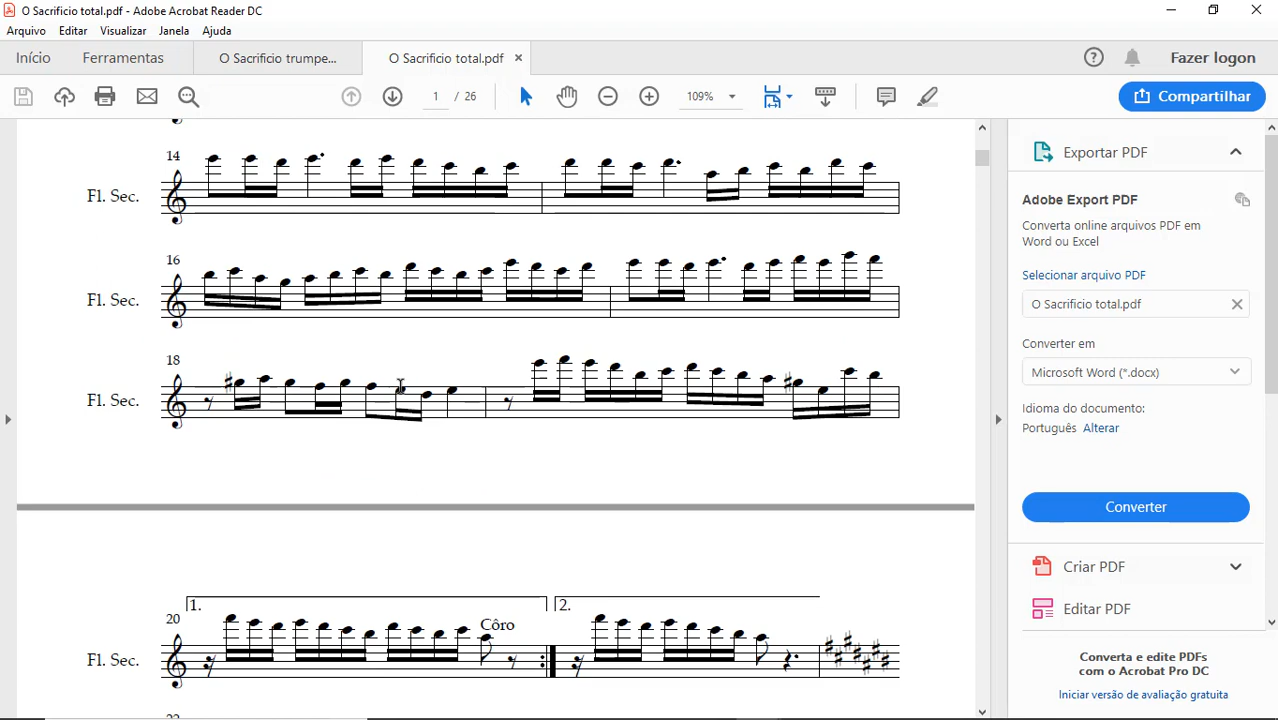 O Sacrificio total.pdf - Adobe Acrobat Reader DC
Arquivo Editar Visualizar Janela Ajuda
Início Ferramentas O Sacrificio trumpe... O Sacrificio total.pdf Fazer logon
1 / 26 109% Compartilhar
14
Fl. Sec.
16
Fl. Sec.
18
Fl. Sec.
1. 2.
20
Côro
Fl. Sec.
Exportar PDF
Adobe Export PDF
Converta online arquivos PDF em
Word ou Excel
Selecionar arquivo PDF
O Sacrificio total.pdf
Converter em
Microsoft Word (*.docx)
Idioma do documento:
Português Alterar
Converter
Criar PDF
Editar PDF
Converta e edite PDFs
com o Acrobat Pro DC
Iniciar versão de avaliação gratuita